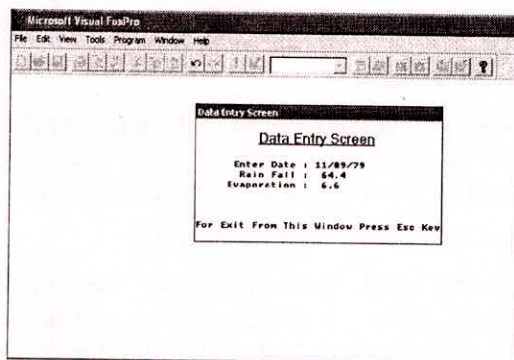 Microsoft Visual FoxPro
File Edit View Tools Program Window Help
Data Entry Screen
Data Entry Screen
Enter Date : 11/09/79
Rain Fall : 64.4
Evaporation : 6.6
For Exit From This Window Press Esc Key